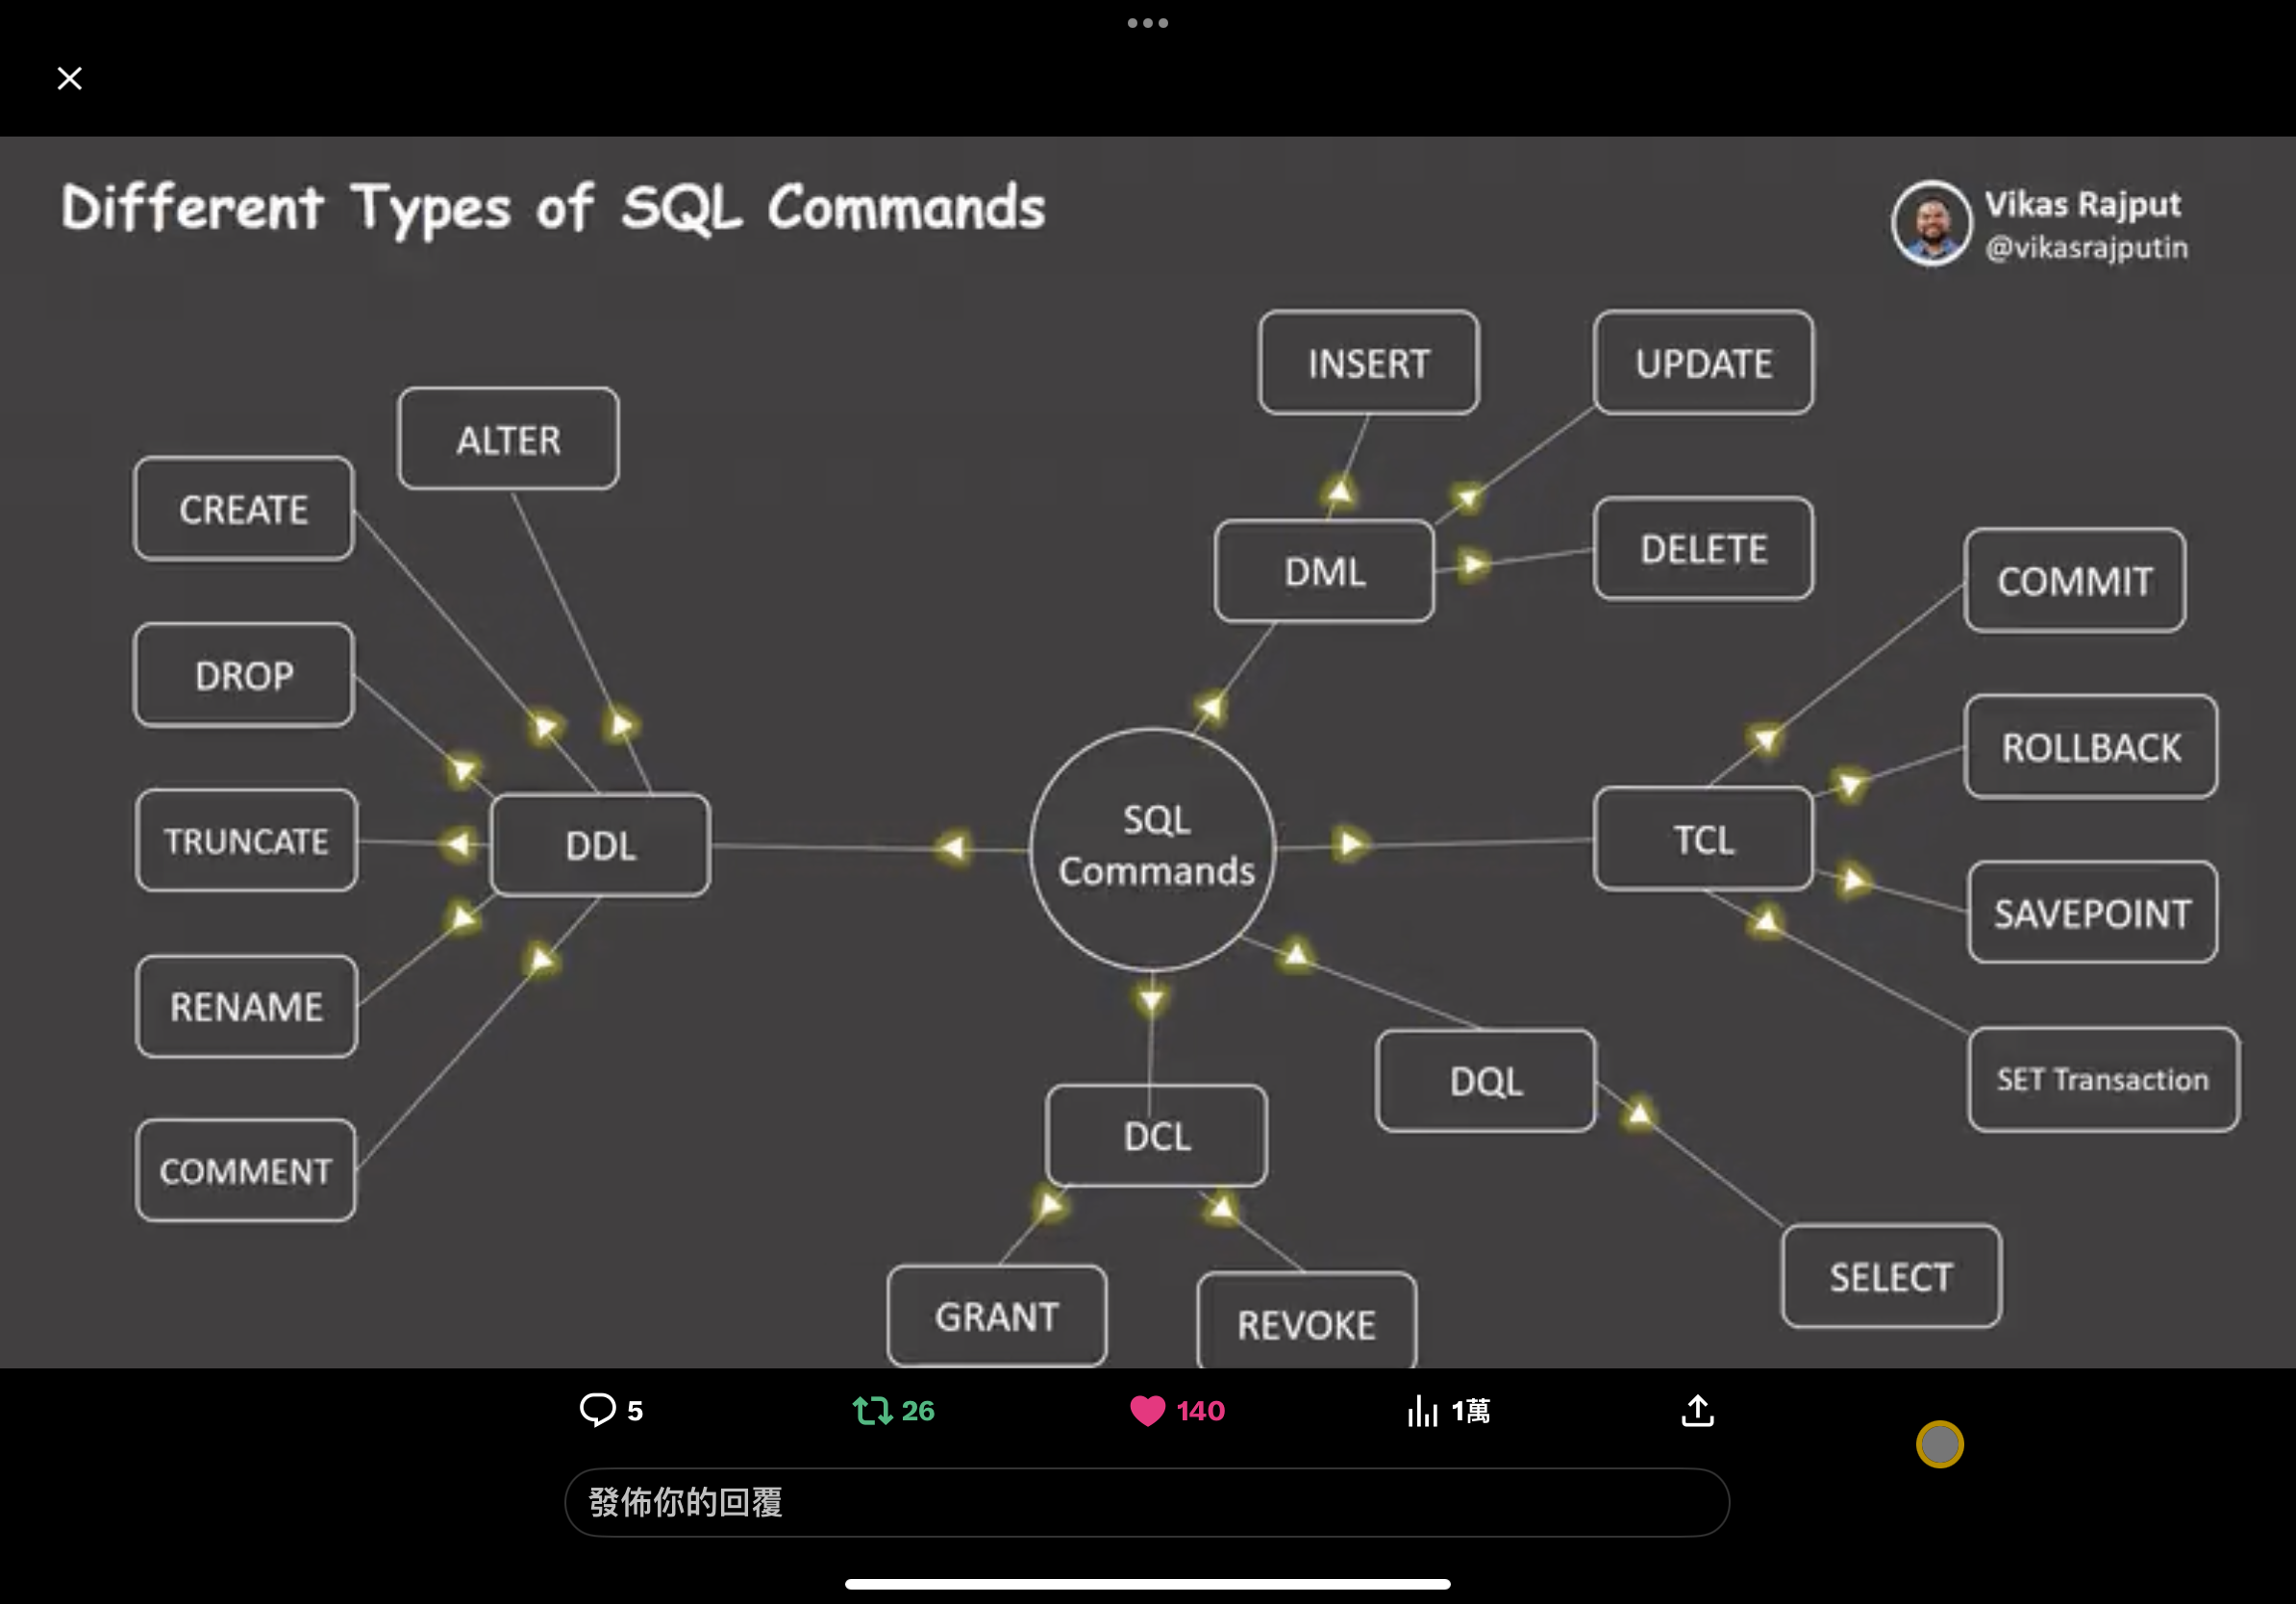 Different Types of SQL Commands
Vikas Rajput
@vikasrajputin
INSERT
UPDATE
ALTER
CREATE
DELETE
DML
COMMIT
DROP
ROLLBACK
SQL
Commands
TRUNCATE
DDL
TCL
SAVEPOINT
RENAME
DQL
SET Transaction
DCL
COMMENT
SELECT
GRANT
REVOKE
5
26
140
1萬
發佈你的回覆